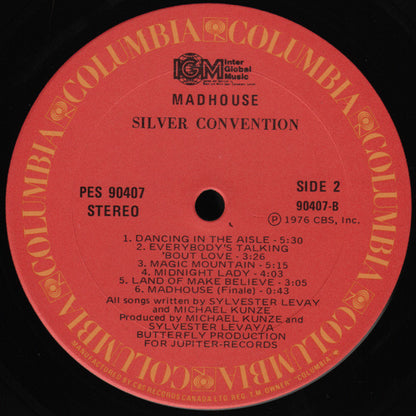 COLUMBIA COLUMBIA COLUMBIA COLUMBIA COLUMBIA COLUMBIA
IGM Inter
Global
Music
MADHOUSE
SILVER CONVENTION
PES 90407
STEREO
SIDE 2
90407-B
Ⓟ 1976 CBS, Inc.
1. DANCING IN THE AISLE - 5:30
2. EVERYBODY'S TALKING
'BOUT LOVE - 3:26
3. MAGIC MOUNTAIN - 5:15
4. MIDNIGHT LADY - 4:03
5. LAND OF MAKE BELIEVE - 3:05
6. MADHOUSE (Finale) - 0:43
All songs written by SYLVESTER LEVAY
and MICHAEL KUNZE
Produced by MICHAEL KUNZE and
SYLVESTER LEVAY/A
BUTTERFLY PRODUCTION
FOR JUPITER-RECORDS
MANUFACTURED BY CBS RECORDS CANADA LTD. REG. T.M. OWNER "COLUMBIA"